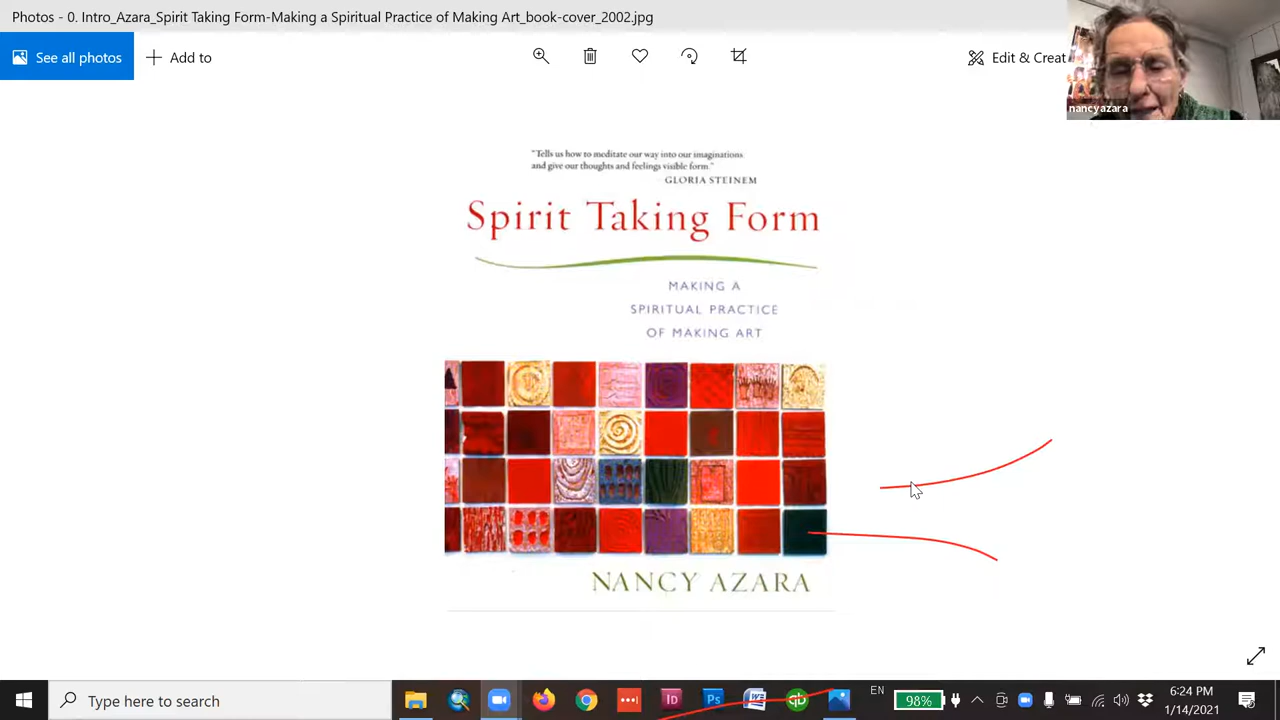 Photos - 0. Intro_Azara_Spirit Taking Form-Making a Spiritual Practice of Making Art_book-cover_2002.jpg
See all photos
Add to
Edit & Creat
nancyazara
"Tells us how to meditate our way into our imaginations
and give our thoughts and feelings visible form."
GLORIA STEINEM
Spirit Taking Form
MAKING A
SPIRITUAL PRACTICE
OF MAKING ART
NANCY AZARA
Type here to search
Id
Ps
W
qb
EN
98%
6:24 PM
1/14/2021